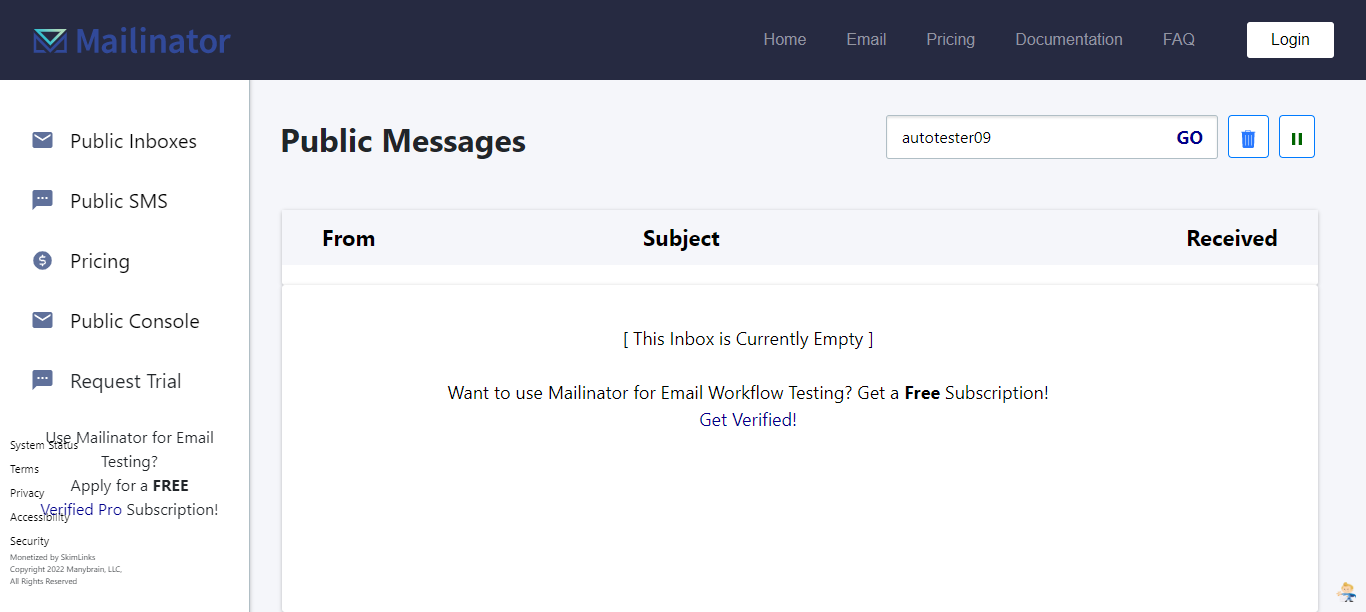 Mailinator
Home Email Pricing Documentation FAQ Login
Public Inboxes
Public SMS
Pricing
Public Console
Request Trial
Use Mailinator for Email
Testing?
Apply for a FREE
Verified Pro Subscription!
System Status
Terms
Privacy
Accessibility
Security
Monetized by SkimLinks
Copyright 2022 Manybrain, LLC,
All Rights Reserved
Public Messages
autotester09 GO
From Subject Received
[ This Inbox is Currently Empty ]
Want to use Mailinator for Email Workflow Testing? Get a Free Subscription!
Get Verified!